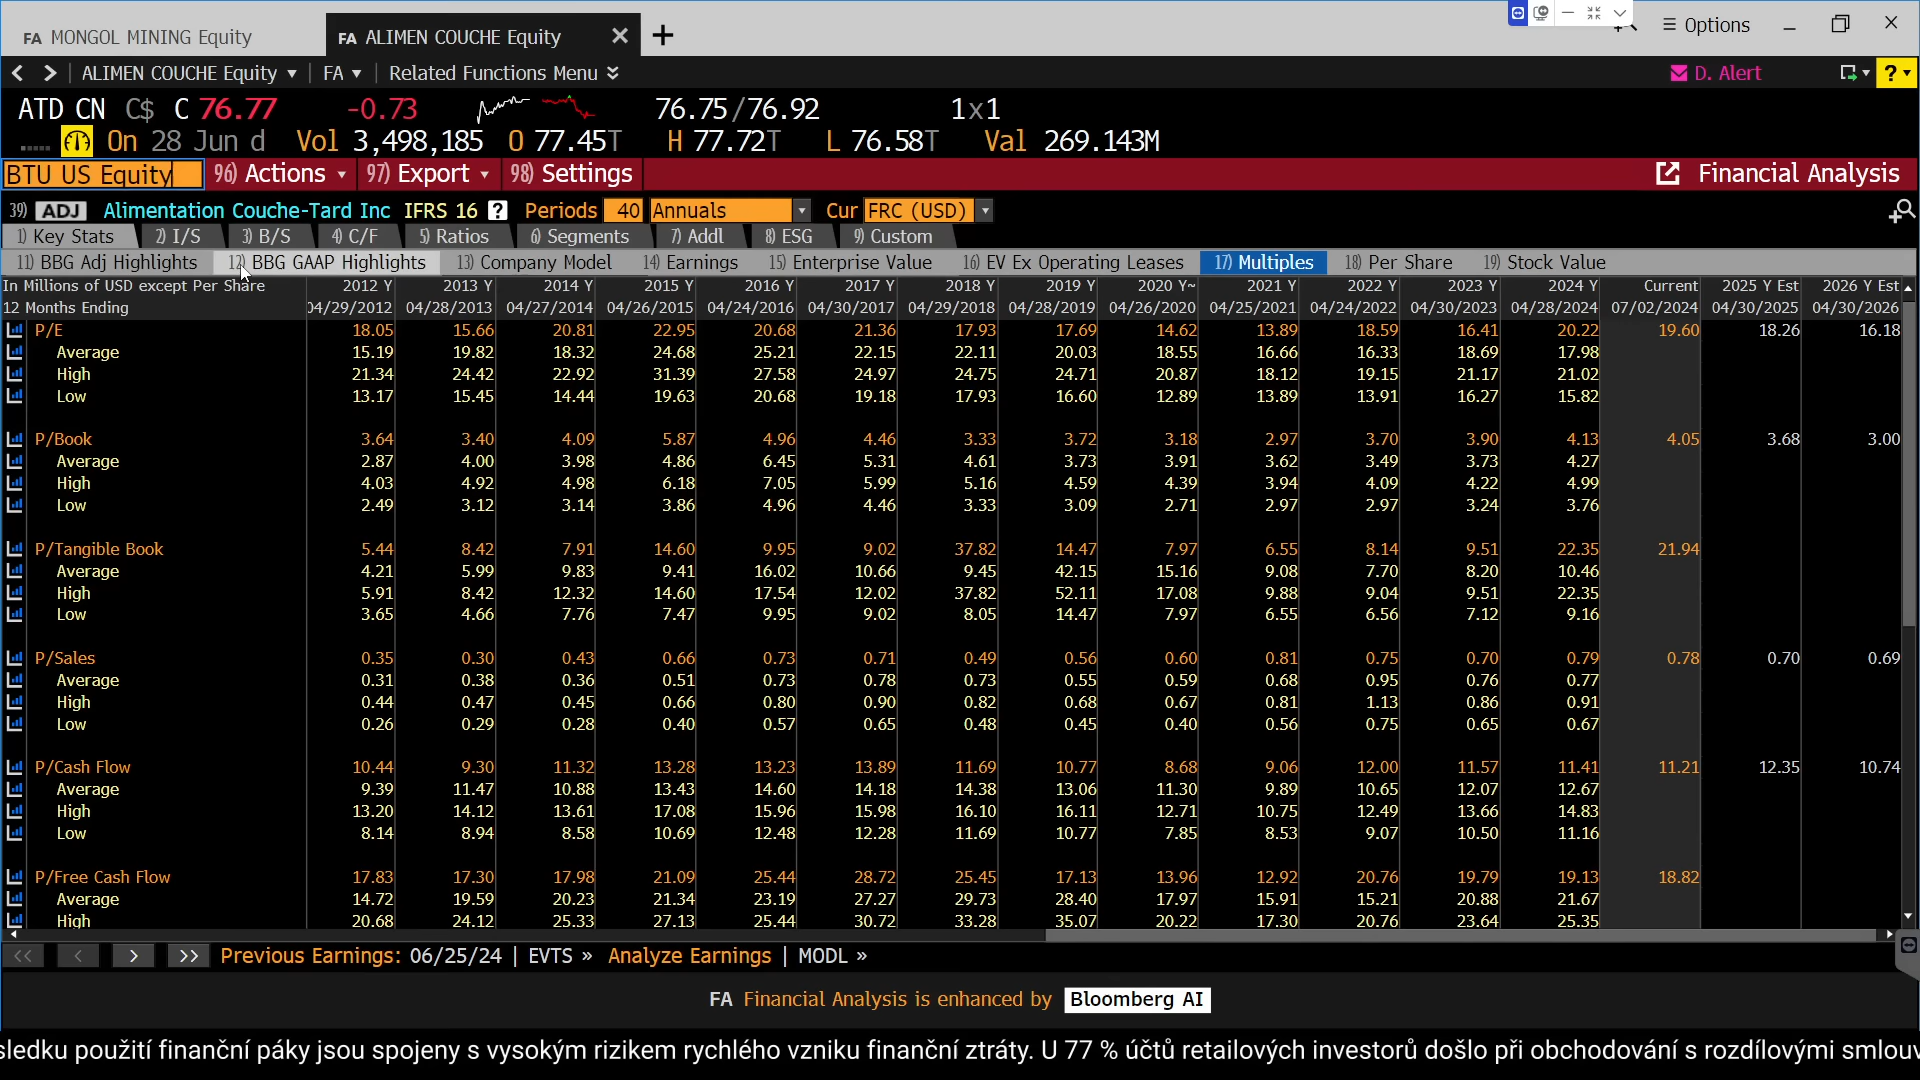 FA MONGOL MINING Equity FA ALIMEN COUCHE Equity Options
ALIMEN COUCHE Equity FA Related Functions Menu D. Alert ?
ATD CN C$ C 76.77 -0.73 76.75/76.92 1x1
On 28 Jun d Vol 3,498,185 O 77.45T H 77.72T L 76.58T Val 269.143M
BTU US Equity 96) Actions 97) Export 98) Settings Financial Analysis
39) ADJ Alimentation Couche-Tard Inc IFRS 16 ? Periods 40 Annuals Cur FRC (USD)
1) Key Stats 2) I/S 3) B/S 4) C/F 5) Ratios 6) Segments 7) Addl 8) ESG 9) Custom
11) BBG Adj Highlights 12) BBG GAAP Highlights 13) Company Model 14) Earnings 15) Enterprise Value 16) EV Ex Operating Leases 17) Multiples 18) Per Share 19) Stock Value
In Millions of USD except Per Share 2012 Y 2013 Y 2014 Y 2015 Y 2016 Y 2017 Y 2018 Y 2019 Y 2020 Y~ 2021 Y 2022 Y 2023 Y 2024 Y Current 2025 Y Est 2026 Y Est
12 Months Ending 04/29/2012 04/28/2013 04/27/2014 04/26/2015 04/24/2016 04/30/2017 04/29/2018 04/28/2019 04/26/2020 04/25/2021 04/24/2022 04/30/2023 04/28/2024 07/02/2024 04/30/2025 04/30/2026
P/E 18.05 15.66 20.81 22.95 20.68 21.36 17.93 17.69 14.62 13.89 18.59 16.41 20.22 19.60 18.26 16.18
Average 15.19 19.82 18.32 24.68 25.21 22.15 22.11 20.03 18.55 16.66 16.33 18.69 17.98
High 21.34 24.42 22.92 31.39 27.58 24.97 24.75 24.71 20.87 18.12 19.15 21.17 21.02
Low 13.17 15.45 14.44 19.63 20.68 19.18 17.93 16.60 12.89 13.89 13.91 16.27 15.82
P/Book 3.64 3.40 4.09 5.87 4.96 4.46 3.33 3.72 3.18 2.97 3.70 3.90 4.13 4.05 3.68 3.00
Average 2.87 4.00 3.98 4.86 6.45 5.31 4.61 3.73 3.91 3.62 3.49 3.73 4.27
High 4.03 4.92 4.98 6.18 7.05 5.99 5.16 4.59 4.39 3.94 4.09 4.22 4.99
Low 2.49 3.12 3.14 3.86 4.96 4.46 3.33 3.09 2.71 2.97 2.97 3.24 3.76
P/Tangible Book 5.44 8.42 7.91 14.60 9.95 9.02 37.82 14.47 7.97 6.55 8.14 9.51 22.35 21.94
Average 4.21 5.99 9.83 9.41 16.02 10.66 9.45 42.15 15.16 9.08 7.70 8.20 10.46
High 5.91 8.42 12.32 14.60 17.54 12.02 37.82 52.11 17.08 9.88 9.04 9.51 22.35
Low 3.65 4.66 7.76 7.47 9.95 9.02 8.05 14.47 7.97 6.55 6.56 7.12 9.16
P/Sales 0.35 0.30 0.43 0.66 0.73 0.71 0.49 0.56 0.60 0.81 0.75 0.70 0.79 0.78 0.70 0.69
Average 0.31 0.38 0.36 0.51 0.73 0.78 0.73 0.55 0.59 0.68 0.95 0.76 0.77
High 0.44 0.47 0.45 0.66 0.80 0.90 0.82 0.68 0.67 0.81 1.13 0.86 0.91
Low 0.26 0.29 0.28 0.40 0.57 0.65 0.48 0.45 0.40 0.56 0.75 0.65 0.67
P/Cash Flow 10.44 9.30 11.32 13.28 13.23 13.89 11.69 10.77 8.68 9.06 12.00 11.57 11.41 11.21 12.35 10.74
Average 9.39 11.47 10.88 13.43 14.60 14.18 14.38 13.06 11.30 9.89 10.65 12.07 12.67
High 13.20 14.12 13.61 17.08 15.96 15.98 16.10 16.11 12.71 10.75 12.49 13.66 14.83
Low 8.14 8.94 8.58 10.69 12.48 12.28 11.69 10.77 7.85 8.53 9.07 10.50 11.16
P/Free Cash Flow 17.83 17.30 17.98 21.09 25.44 28.72 25.45 17.13 13.96 12.92 20.76 19.79 19.13 18.82
Average 14.72 19.59 20.23 21.34 23.19 27.27 29.73 28.40 17.97 15.91 15.21 20.88 21.67
High 20.68 24.12 25.33 27.13 25.44 30.72 33.28 35.07 20.22 17.30 20.76 23.64 25.35
Previous Earnings: 06/25/24 | EVTS » Analyze Earnings | MODL »
FA Financial Analysis is enhanced by Bloomberg AI
sledku použití finanční páky jsou spojeny s vysokým rizikem rychlého vzniku finanční ztráty. U 77 % účtů retailových investorů došlo při obchodování s rozdílovými smlouv